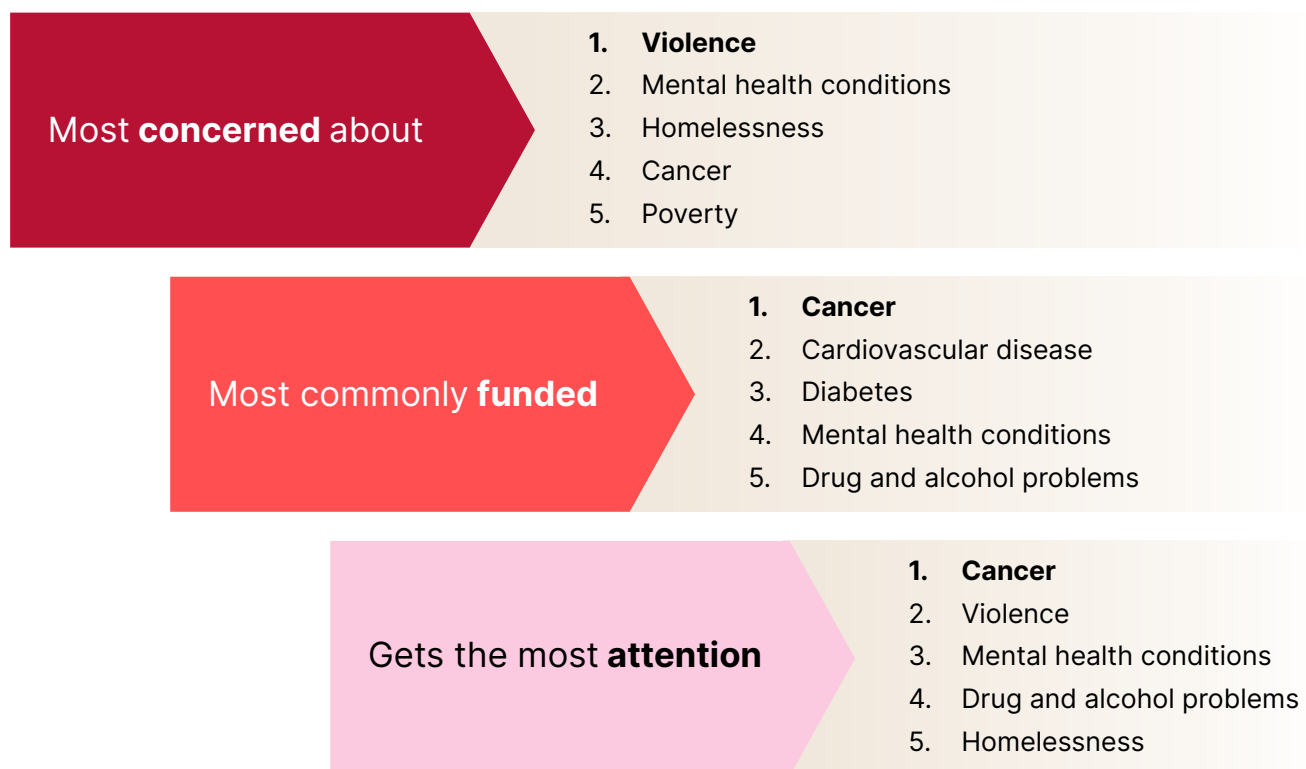 Most concerned about
1. Violence
2. Mental health conditions
3. Homelessness
4. Cancer
5. Poverty
Most commonly funded
1. Cancer
2. Cardiovascular disease
3. Diabetes
4. Mental health conditions
5. Drug and alcohol problems
Gets the most attention
1. Cancer
2. Violence
3. Mental health conditions
4. Drug and alcohol problems
5. Homelessness